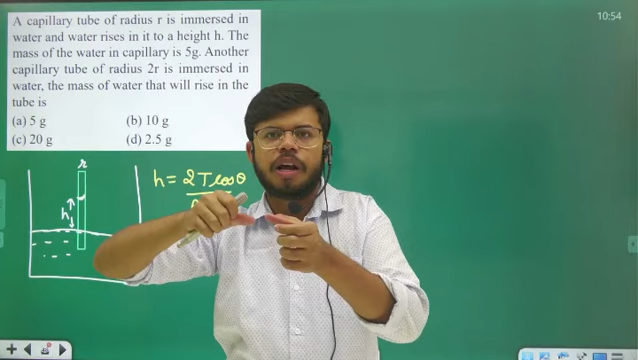 A capillary tube of radius r is immersed in
water and water rises in it to a height h. The
mass of the water in capillary is 5g. Another
capillary tube of radius 2r is immersed in
water, the mass of water that will rise in the
tube is
(a) 5 g (b) 10 g
(c) 20 g (d) 2.5 g
10:54
r
h
h = 2T cosθ